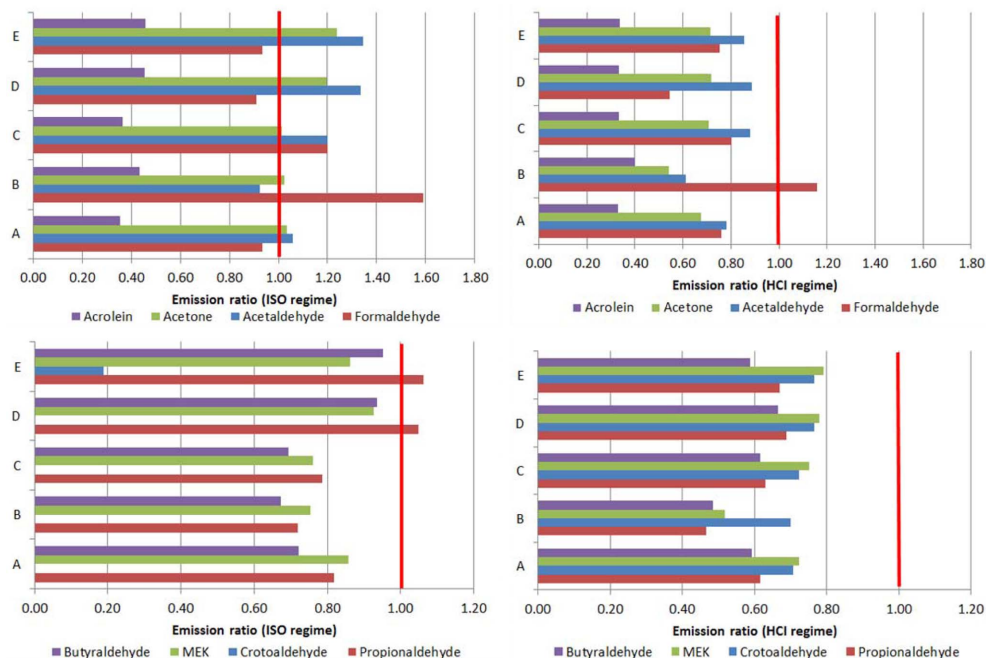 E
D
C
B
A
0.00 0.20 0.40 0.60 0.80 1.00 1.20 1.40 1.60 1.80
Emission ratio (ISO regime)
Acrolein Acetone Acetaldehyde Formaldehyde
E
D
C
B
A
0.00 0.20 0.40 0.60 0.80 1.00 1.20 1.40 1.60 1.80
Emission ratio (HCI regime)
Acrolein Acetone Acetaldehyde Formaldehyde
E
D
C
B
A
0.00 0.20 0.40 0.60 0.80 1.00 1.20
Emission ratio (ISO regime)
Butyraldehyde MEK Crotoaldehyde Propionaldehyde
E
D
C
B
A
0.00 0.20 0.40 0.60 0.80 1.00 1.20
Emission ratio (HCI regime)
Butyraldehyde MEK Crotoaldehyde Propionaldehyde